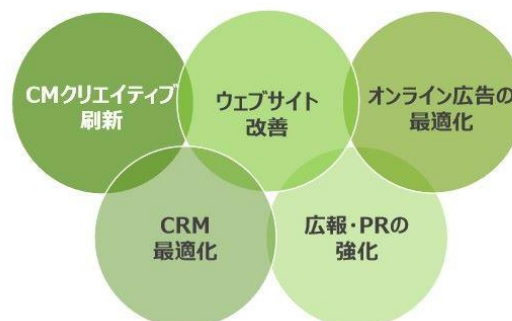 CMクリエイティブ
刷新
ウェブサイト
改善
オンライン広告の
最適化
CRM
最適化
広報・PRの
強化